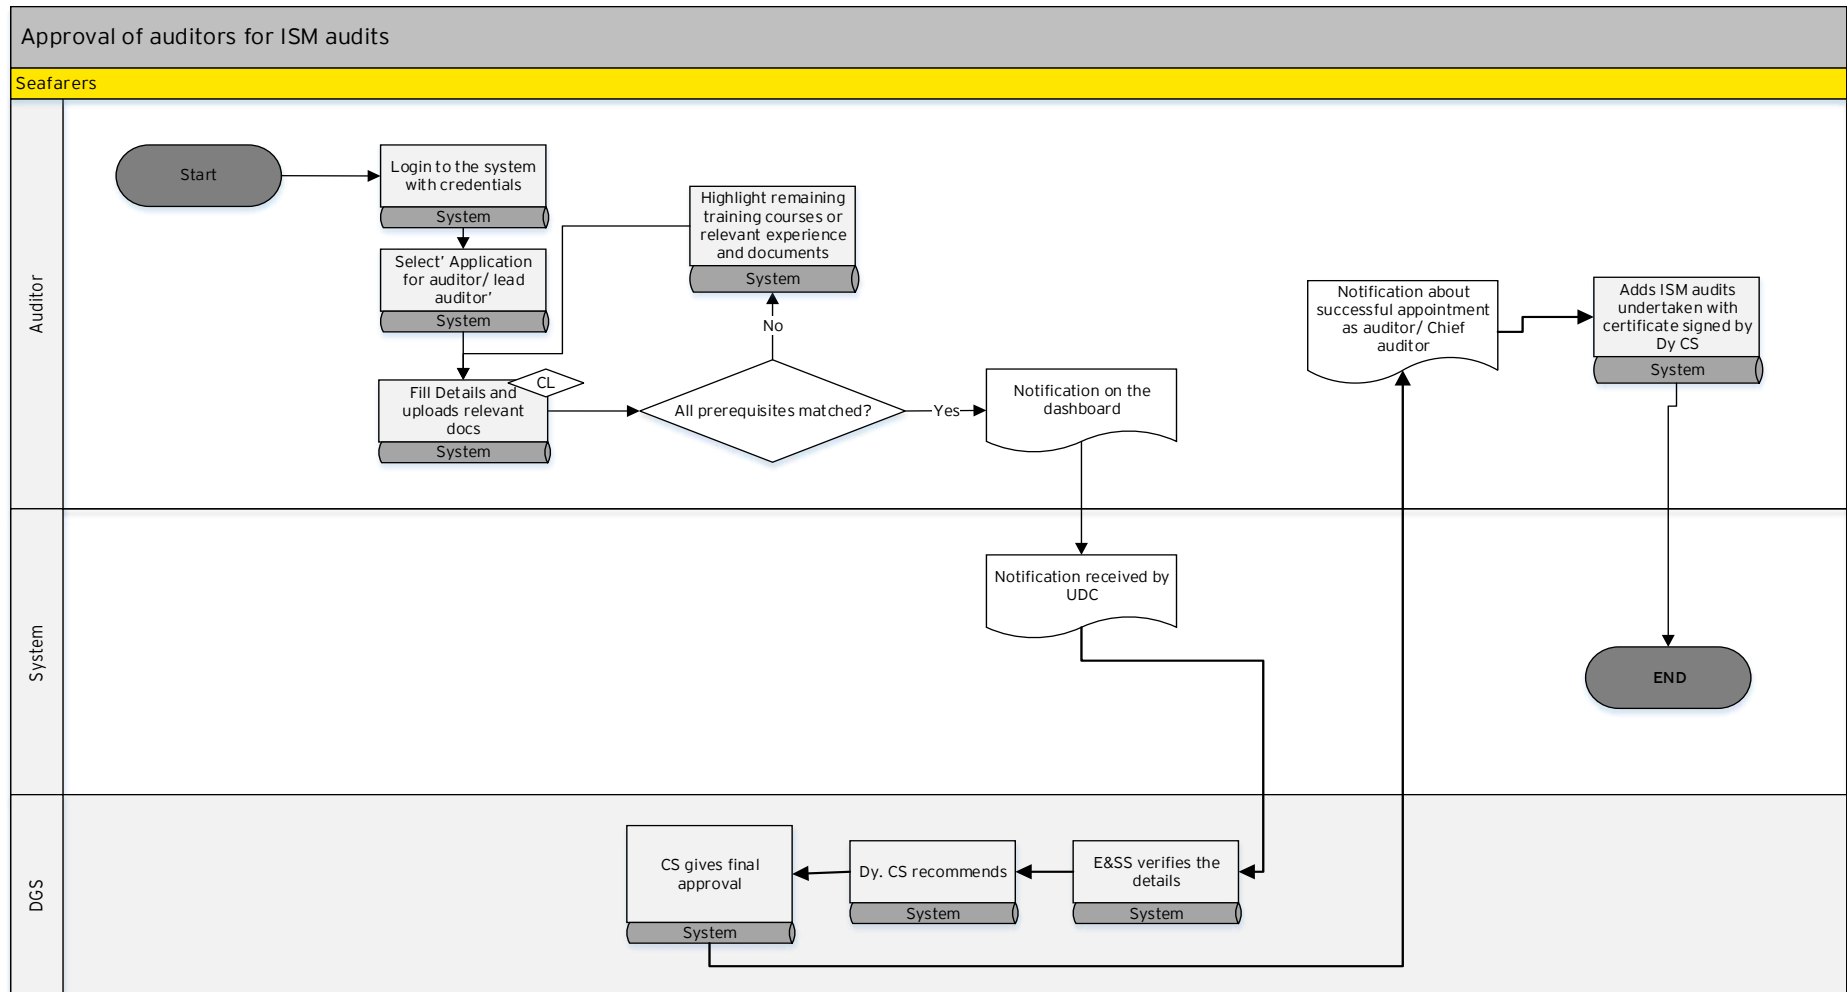 Approval of auditors for ISM audits
Seafarers
Auditor
Start
Login to the system
with credentials
System
Select’ Application
for auditor/ lead
auditor’
System
CL
Fill Details and
uploads relevant
docs
System
Highlight remaining
training courses or
relevant experience
and documents
System
No
All prerequisites matched?
Yes
Notification on the
dashboard
Notification about
successful appointment
as auditor/ Chief
auditor
Adds ISM audits
undertaken with
certificate signed by
Dy CS
System
System
Notification received by
UDC
END
DGS
CS gives final
approval
System
Dy. CS recommends
System
E&SS verifies the
details
System